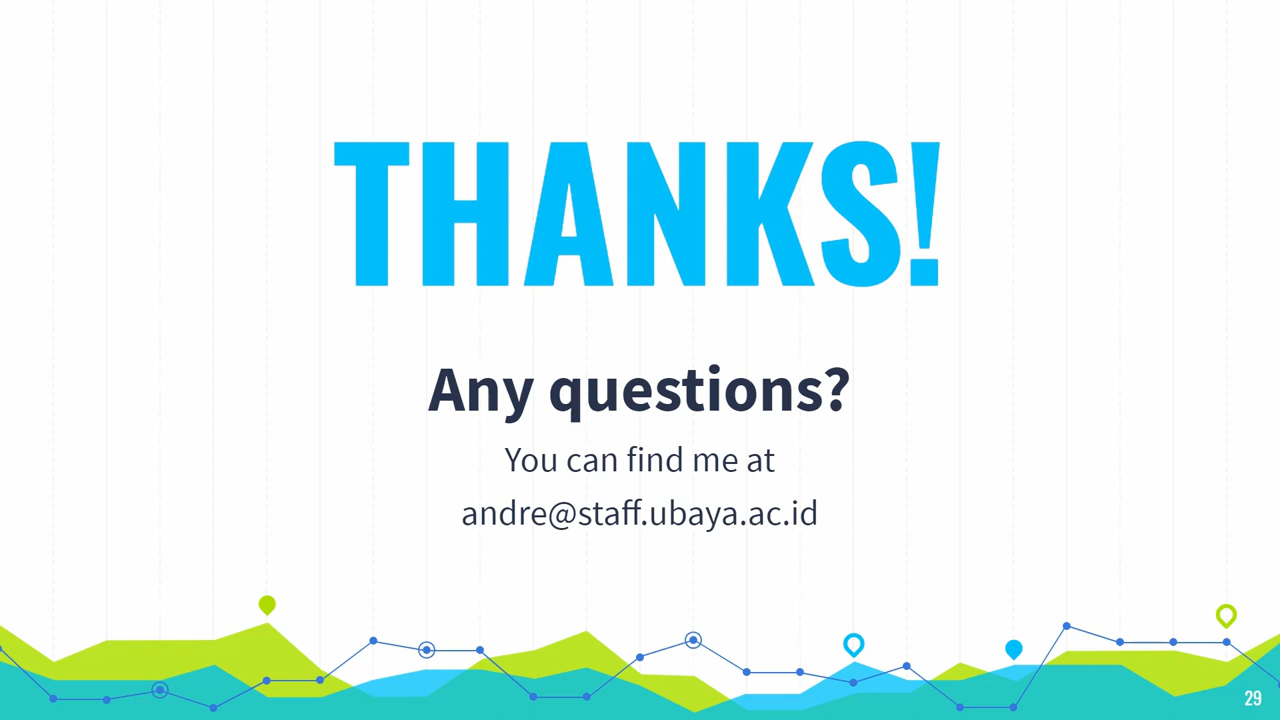 THANKS!
Any questions?
You can find me at
andre@staff.ubaya.ac.id
29